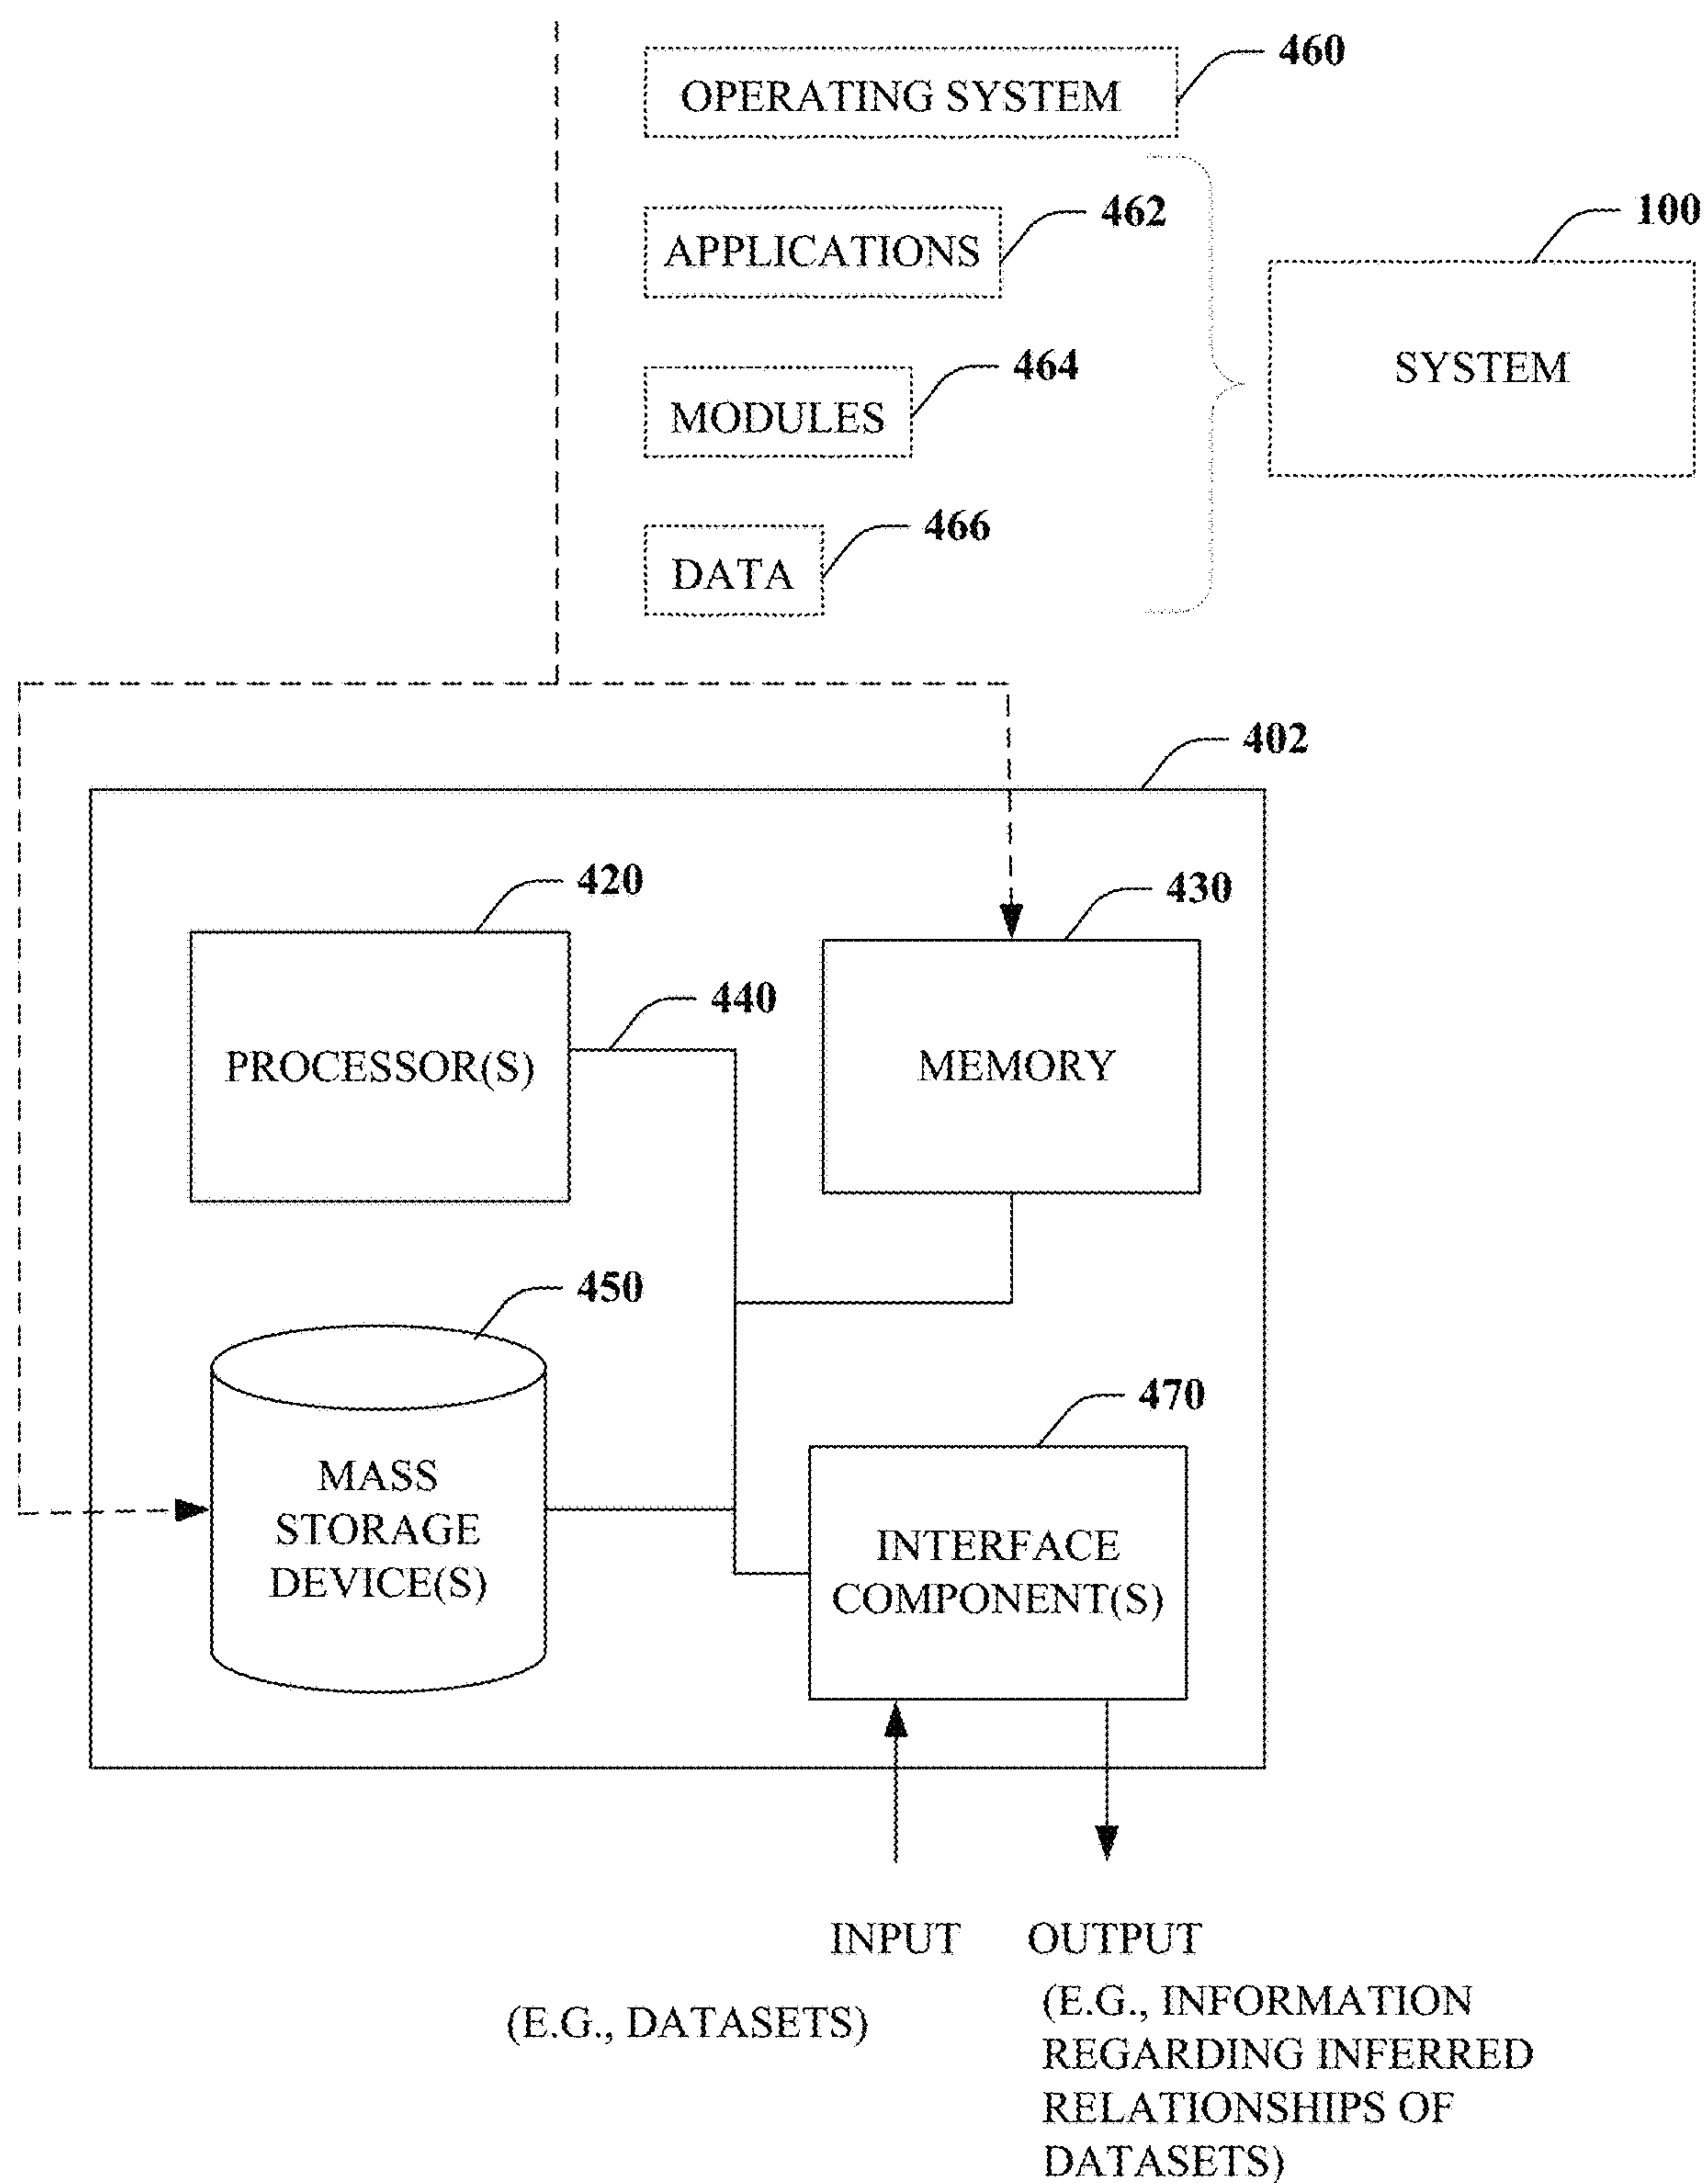 460
OPERATING SYSTEM
462
APPLICATIONS
100
SYSTEM
464
MODULES
466
DATA
402
420
PROCESSOR(S)
430
MEMORY
440
450
MASS
STORAGE
DEVICE(S)
470
INTERFACE
COMPONENT(S)
INPUT
(E.G., DATASETS)
OUTPUT
(E.G., INFORMATION
REGARDING INFERRED
RELATIONSHIPS OF
DATASETS)